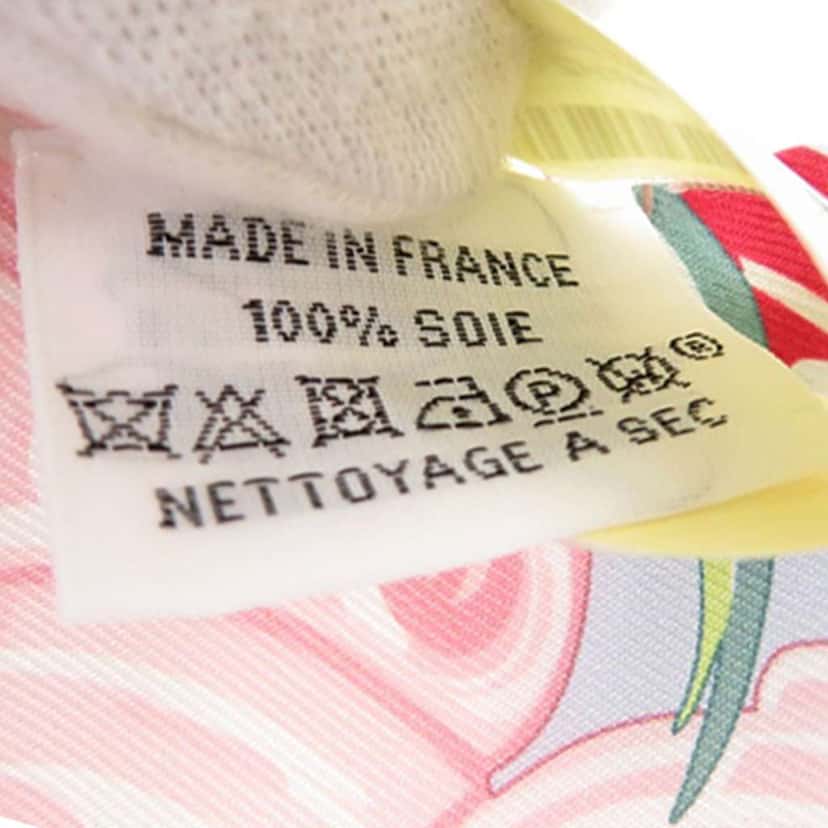 MADE IN FRANCE
100% SOIE
P ®
NETTOYAGE A SEC